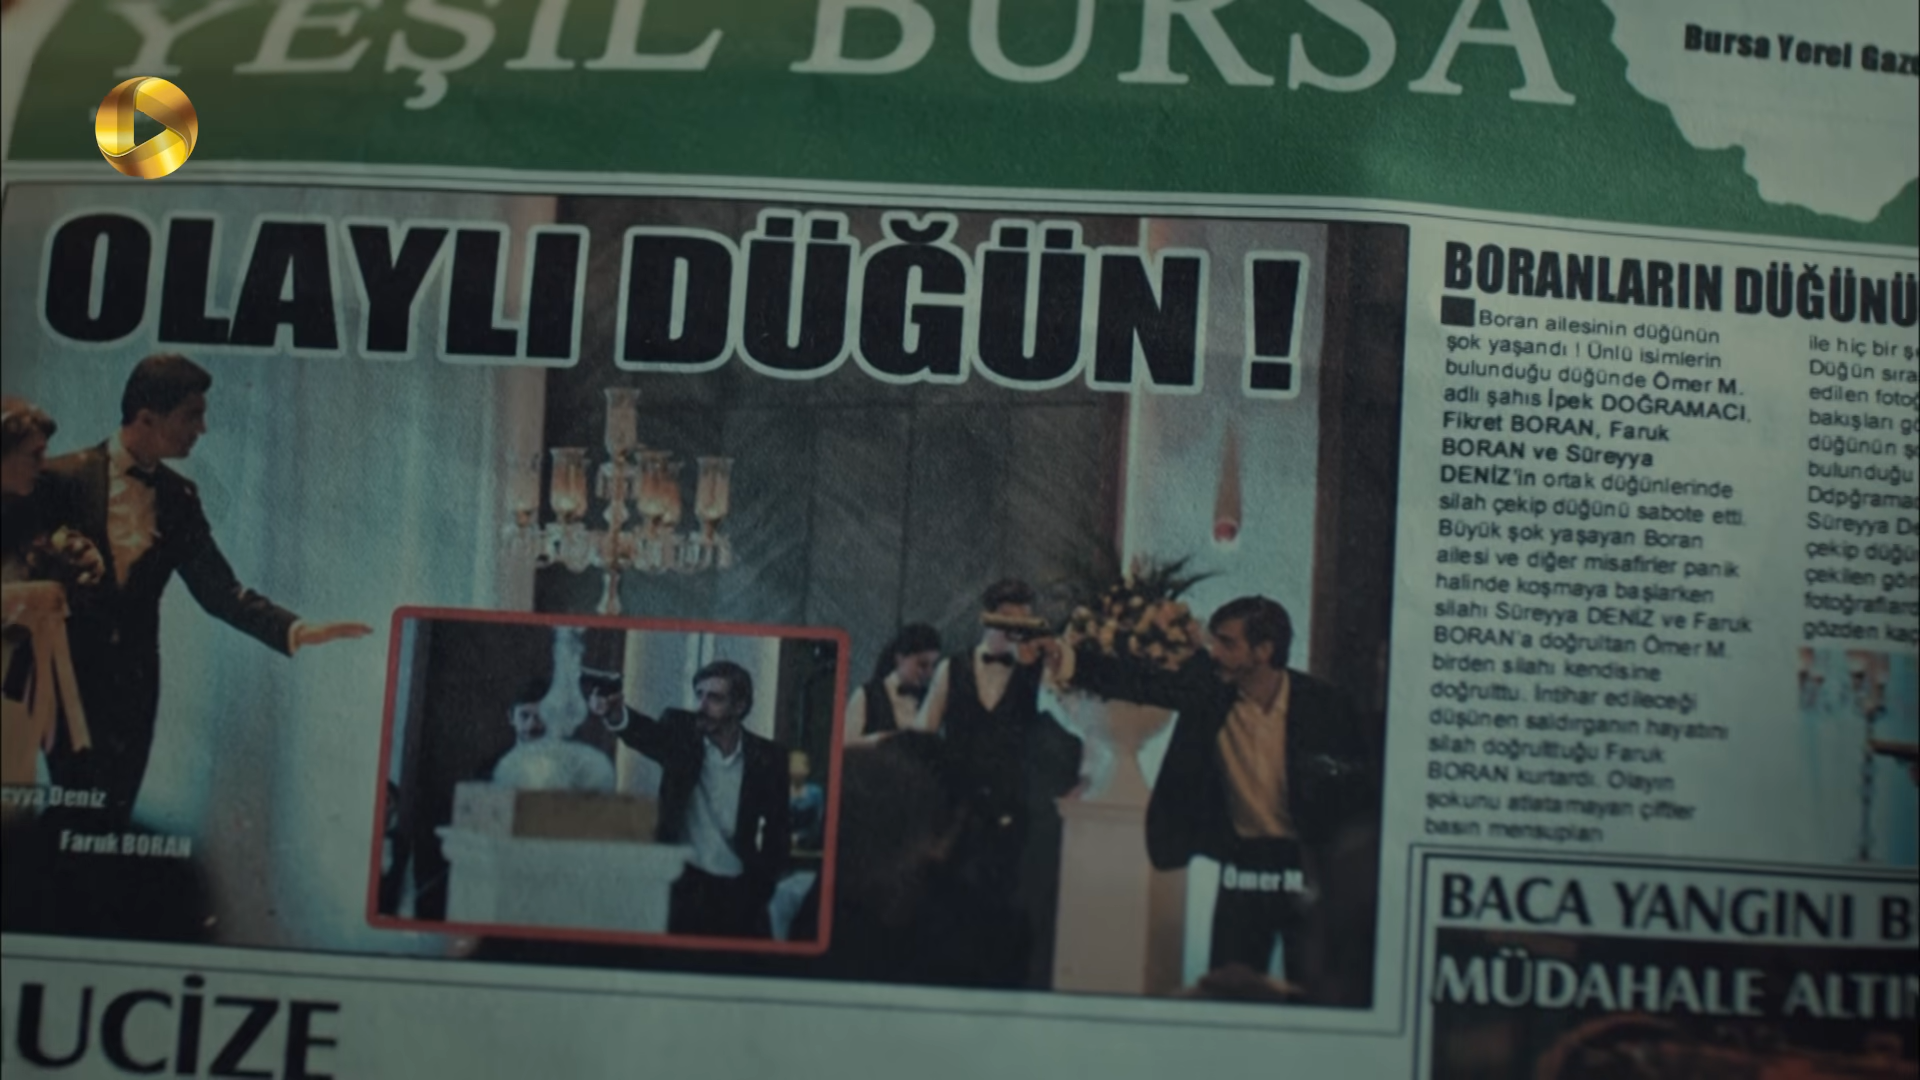 YEŞİL BURSA
Bursa Yerel Gaze
OLAYLI DÜĞÜN !
BORANLARIN DÜĞÜNÜ
Boran ailesinin düğünün
şok yaşandı ! Ünlü isimlerin
bulunduğu düğünde Ömer M.
adlı şahıs İpek DOĞRAMACI,
Fikret BORAN, Faruk
BORAN ve Süreyya
DENİZ'in ortak düğünlerinde
silah çekip düğünü sabote etti.
Büyük şok yaşayan Boran
ailesi ve diğer misafirler panik
halinde koşmaya başlarken
silahı Süreyya DENİZ ve Faruk
BORAN'a doğrultan Ömer M.
birden silahı kendisine
doğrulttu. İntihar edileceği
düşünen saldırganın hayatını
silah doğrulttuğu Faruk
BORAN kurtardı. Olayın
şokunu atlatamayan çiftler
basın mensupları
ile hiç bir ş
Düğün sıra
edilen fotoğ
bakışları gö
düğünün şo
bulunduğu
Ddpğramac
Süreyya De
çekip düğü
çekilen gör
fotoğraflard
gözden kaç
eyya Deniz
Faruk BORAN
Ömer M.
BACA YANGINI B
MÜDAHALE ALTIN
UCİZE